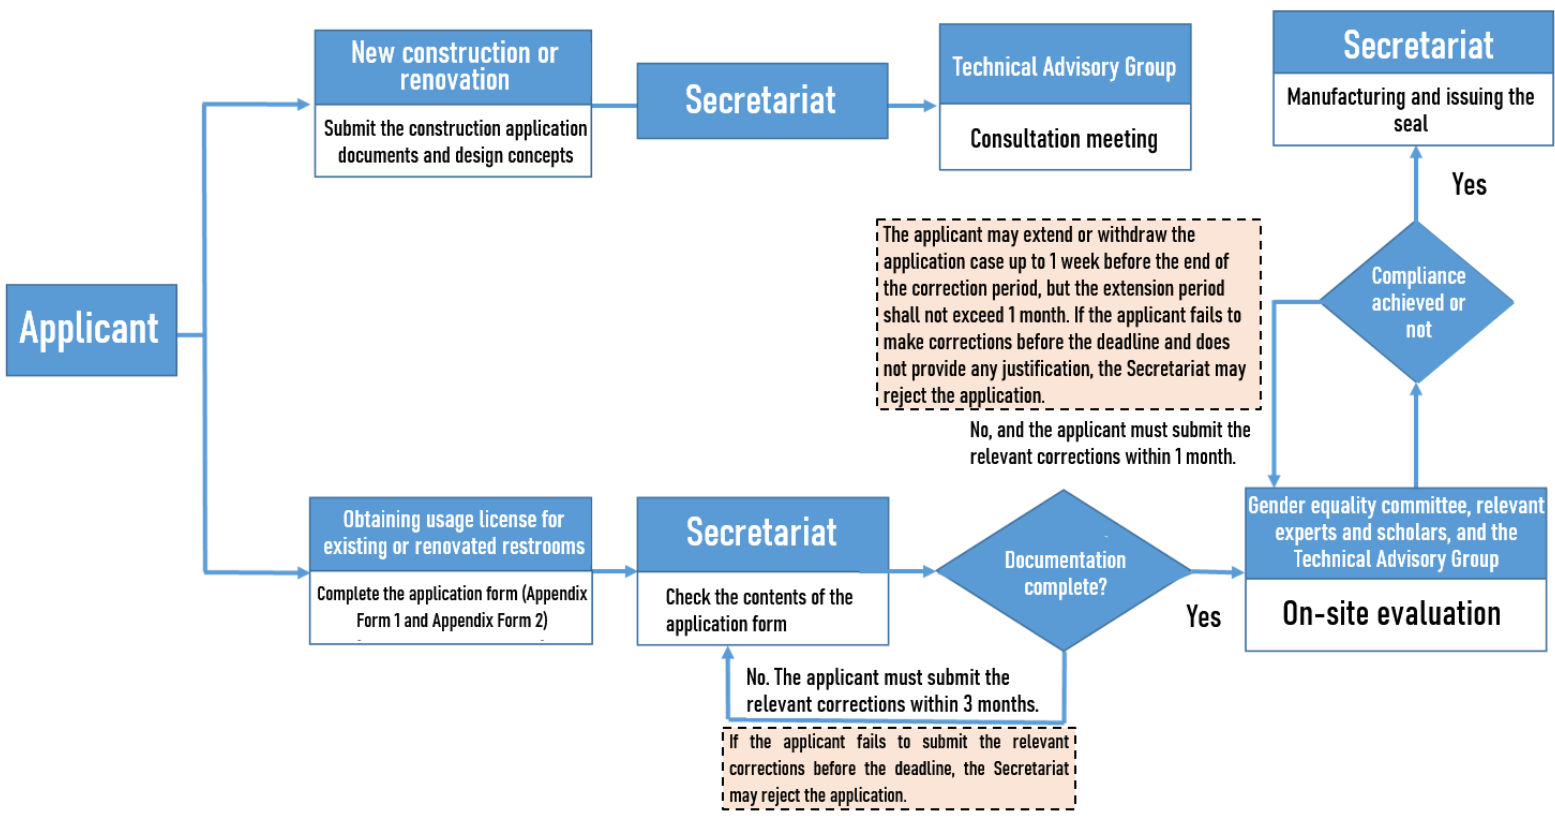 Applicant
New construction or
renovation
Submit the construction application
documents and design concepts
Secretariat
Technical Advisory Group
Consultation meeting
Secretariat
Manufacturing and issuing the
seal
Yes
Compliance
achieved or
not
The applicant may extend or withdraw the
application case up to 1 week before the end of
the correction period, but the extension period
shall not exceed 1 month. If the applicant fails to
make corrections before the deadline and does
not provide any justification, the Secretariat may
reject the application.
No, and the applicant must submit the
relevant corrections within 1 month.
Obtaining usage license for
existing or renovated restrooms
Complete the application form (Appendix
Form 1 and Appendix Form 2)
Secretariat
Check the contents of the
application form
Documentation
complete?
Yes
Gender equality committee, relevant
experts and scholars, and the
Technical Advisory Group
On-site evaluation
No. The applicant must submit the
relevant corrections within 3 months.
If the applicant fails to submit the relevant
corrections before the deadline, the Secretariat
may reject the application.